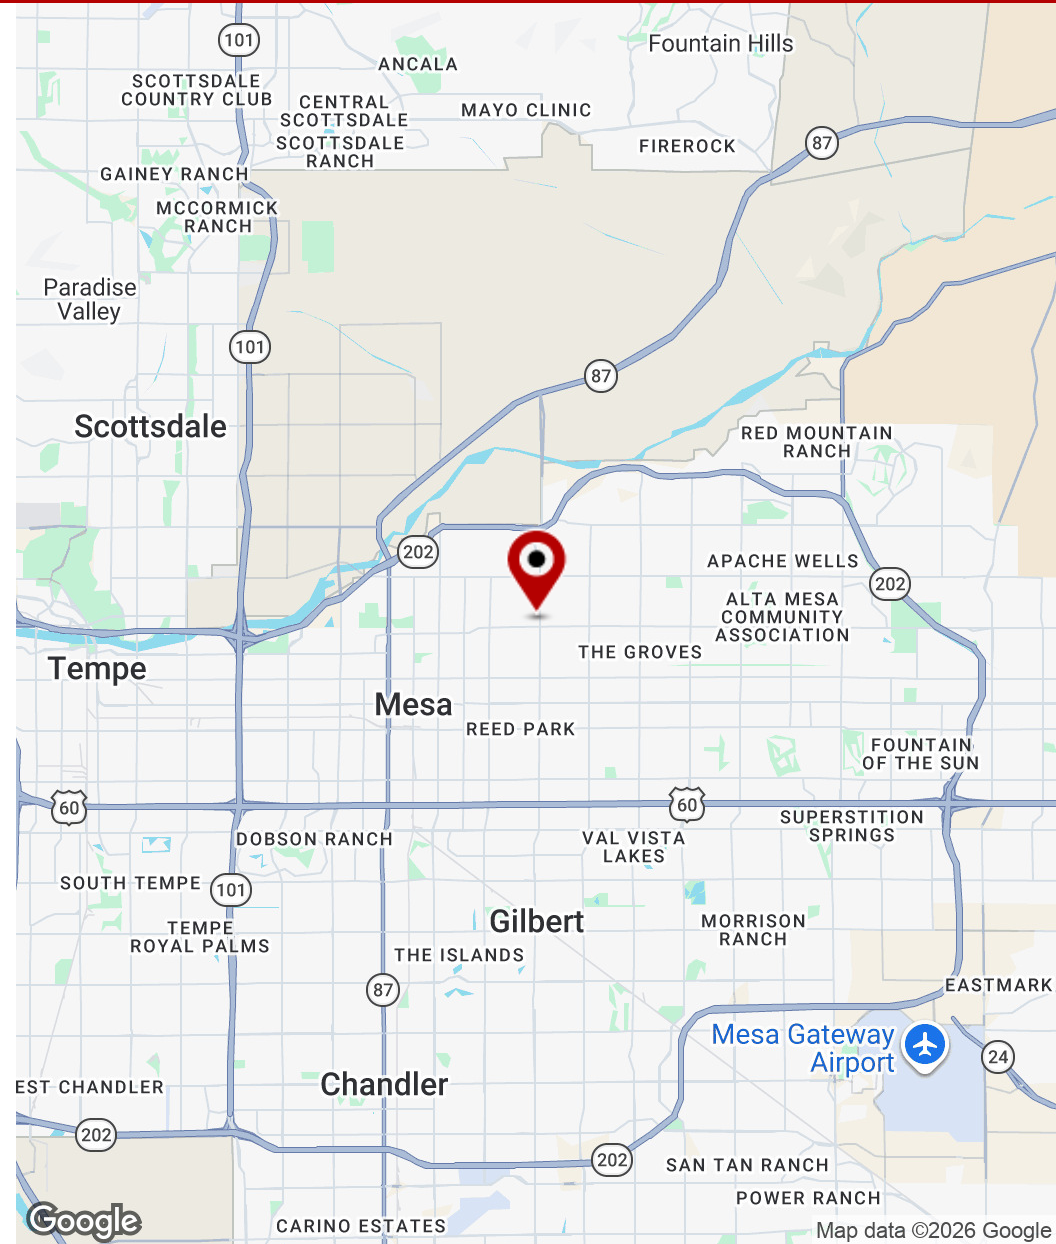 101
ANCALA
Fountain Hills
SCOTTSDALE
COUNTRY CLUB
CENTRAL
SCOTTSDALE
MAYO CLINIC
SCOTTSDALE
RANCH
FIREROCK
87
GAINEY RANCH
MCCORMICK
RANCH
Paradise
Valley
101
87
Scottsdale
RED MOUNTAIN
RANCH
202
APACHE WELLS
202
ALTA MESA
COMMUNITY
ASSOCIATION
THE GROVES
Tempe
Mesa
REED PARK
FOUNTAIN
OF THE SUN
60
60
SUPERSTITION
SPRINGS
DOBSON RANCH
VAL VISTA
LAKES
SOUTH TEMPE
101
TEMPE
ROYAL PALMS
Gilbert
MORRISON
RANCH
THE ISLANDS
87
EASTMARK
Mesa Gateway
Airport
24
EST CHANDLER
Chandler
202
202
SAN TAN RANCH
POWER RANCH
Google
CARINO ESTATES
Map data ©2026 Google